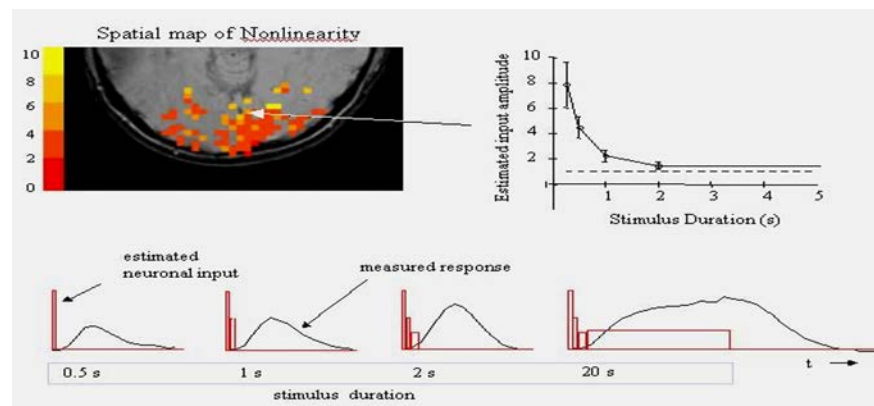 Spatial map of Nonlinearity
10
8
6
4
2
0
10
8
6
4
2
1
2
3
4
5
Estimated input amplitude
Stimulus Duration (s)
estimated
neuronal input
measured response
t
0.5 s
1 s
2 s
20 s
stimulus duration